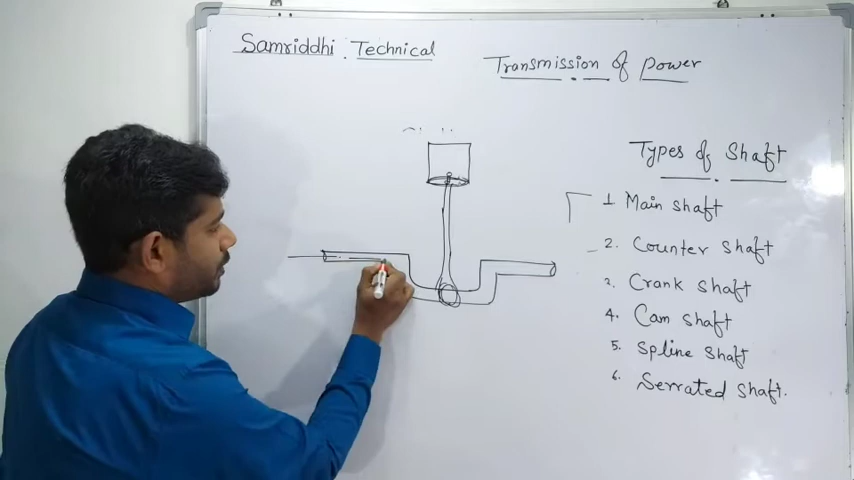 Samriddhi. Technical
Transmission of power
Types of Shaft
1 Main shaft
2. Counter shaft
3. Crank shaft
4. Cam shaft
5. Spline shaft
6. Serrated shaft.